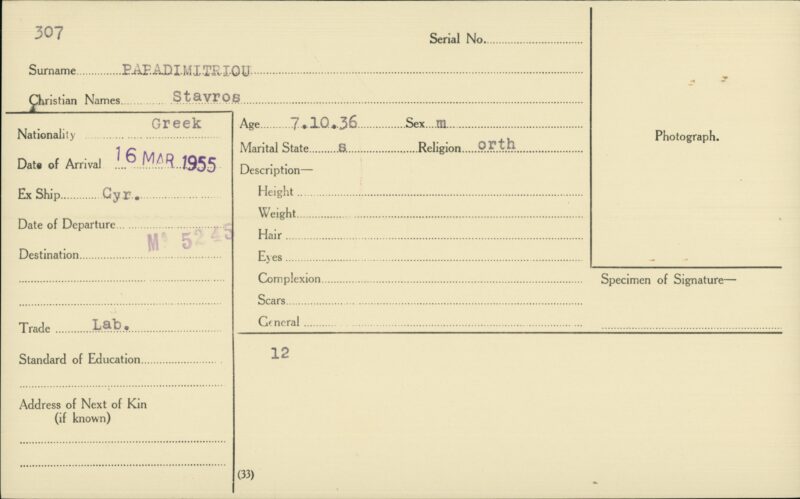 307
Serial No.
Surname PAPADIMITRIOU
Christian Names Stavros
Nationality Greek
Date of Arrival 16 MAR 1955
Ex Ship Cyr.
Date of Departure
Destination
Mˢ 5245
Trade Lab.
Standard of Education
Address of Next of Kin
(if known)
Age 7.10.36 Sex m
Marital State s Religion orth
Description—
Height
Weight
Hair
Eyes
Complexion
Scars
General
12
(33)
Photograph.
Specimen of Signature—